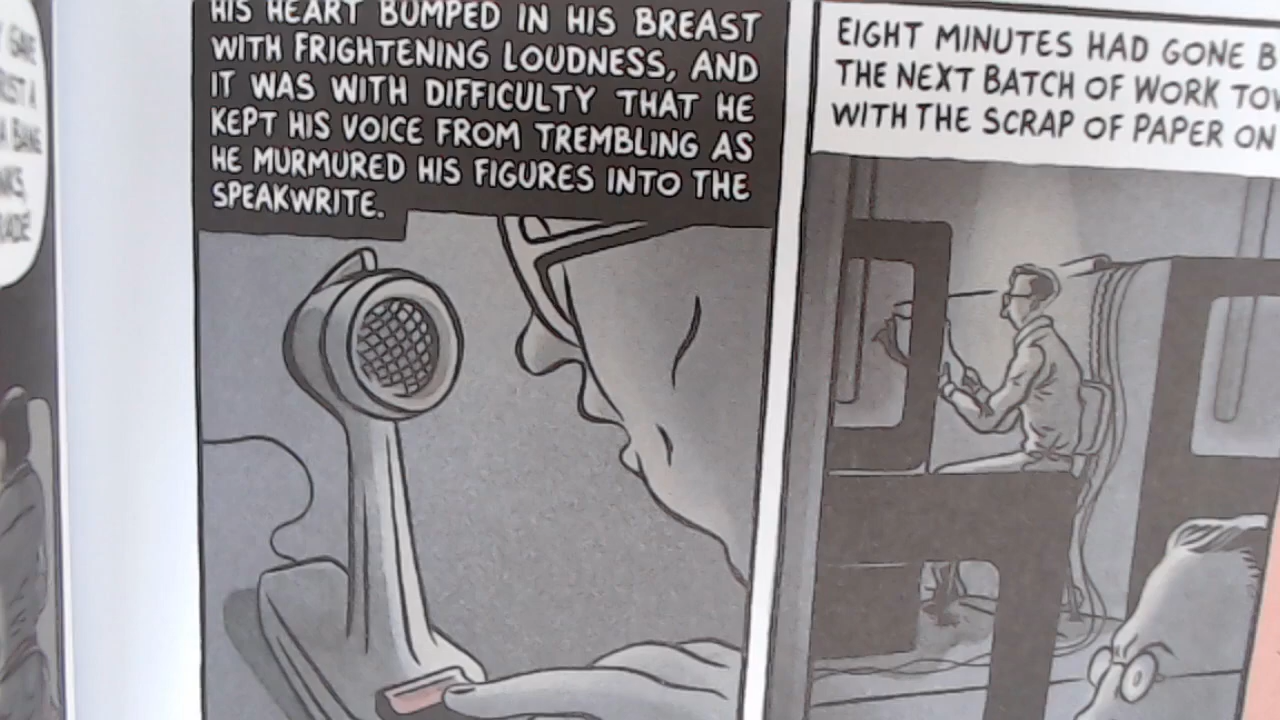 HIS HEART BUMPED IN HIS BREAST
WITH FRIGHTENING LOUDNESS, AND
IT WAS WITH DIFFICULTY THAT HE
KEPT HIS VOICE FROM TREMBLING AS
HE MURMURED HIS FIGURES INTO THE
SPEAKWRITE.
EIGHT MINUTES HAD GONE
THE NEXT BATCH OF WORK
WITH THE SCRAP OF PAPER ON